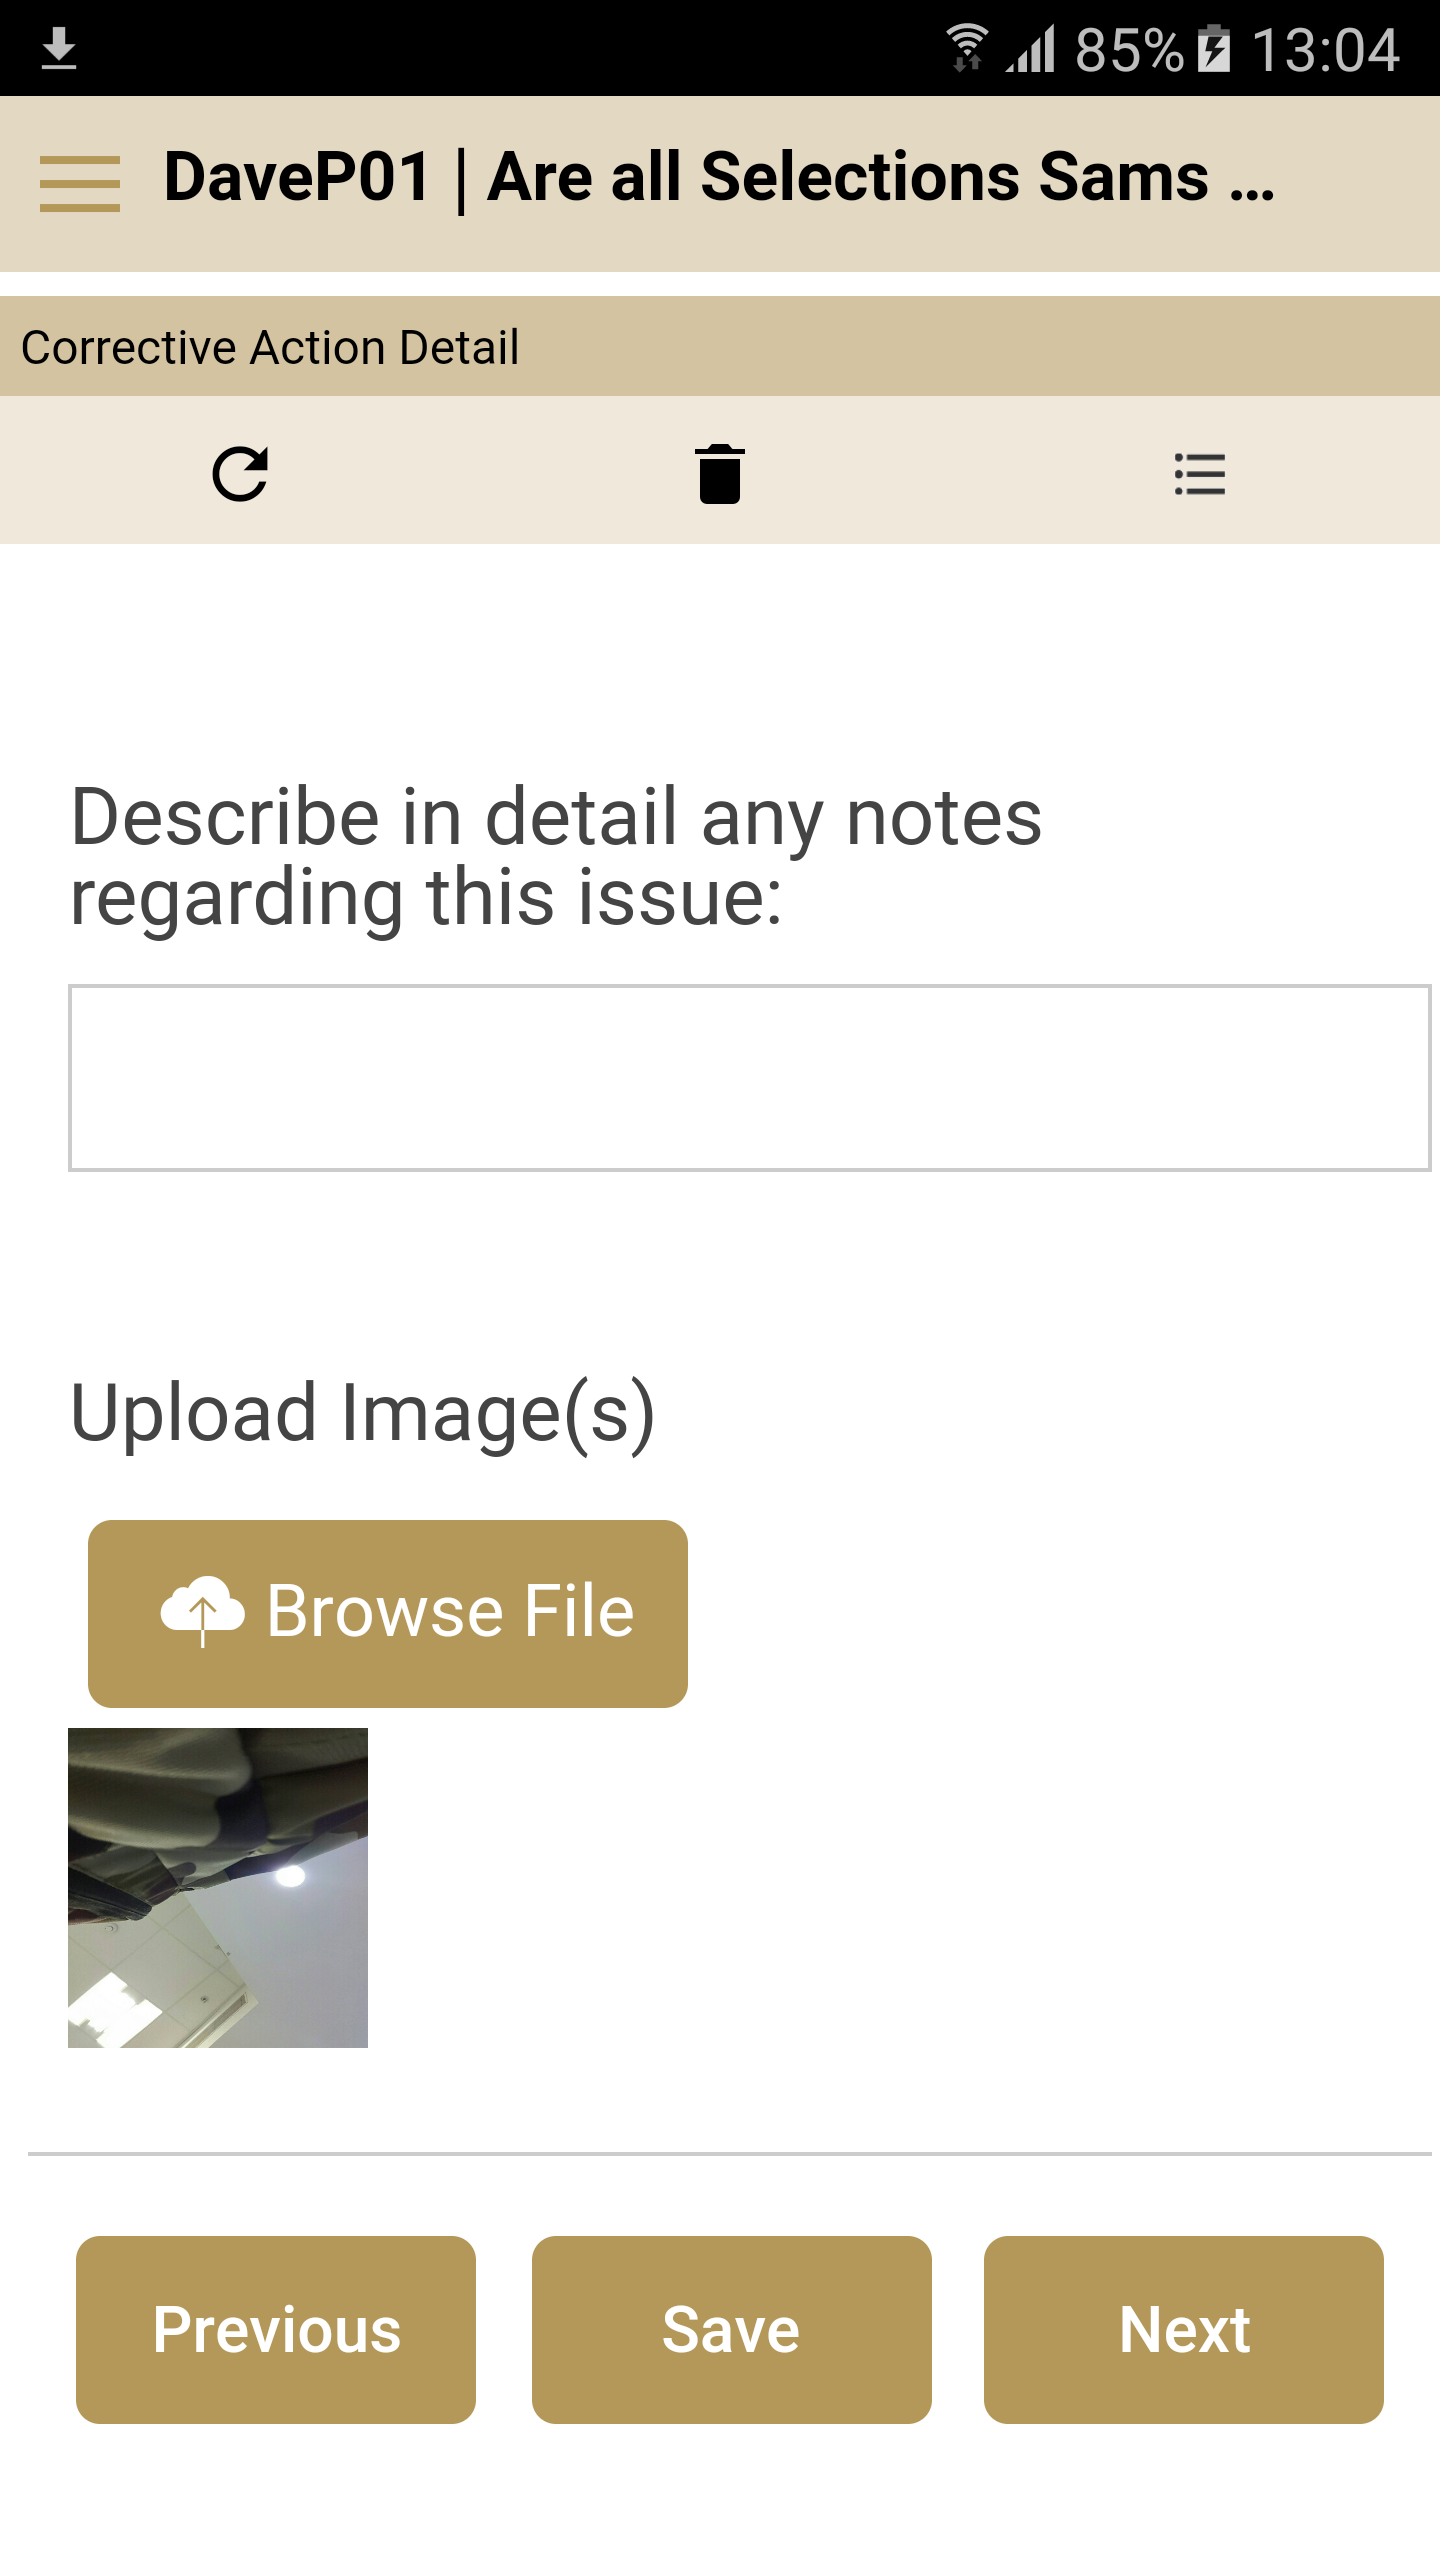 85% 13:04
DaveP01 | Are all Selections Sams ...
Corrective Action Detail
Describe in detail any notes
regarding this issue:
Upload Image(s)
Browse File
Previous Save Next